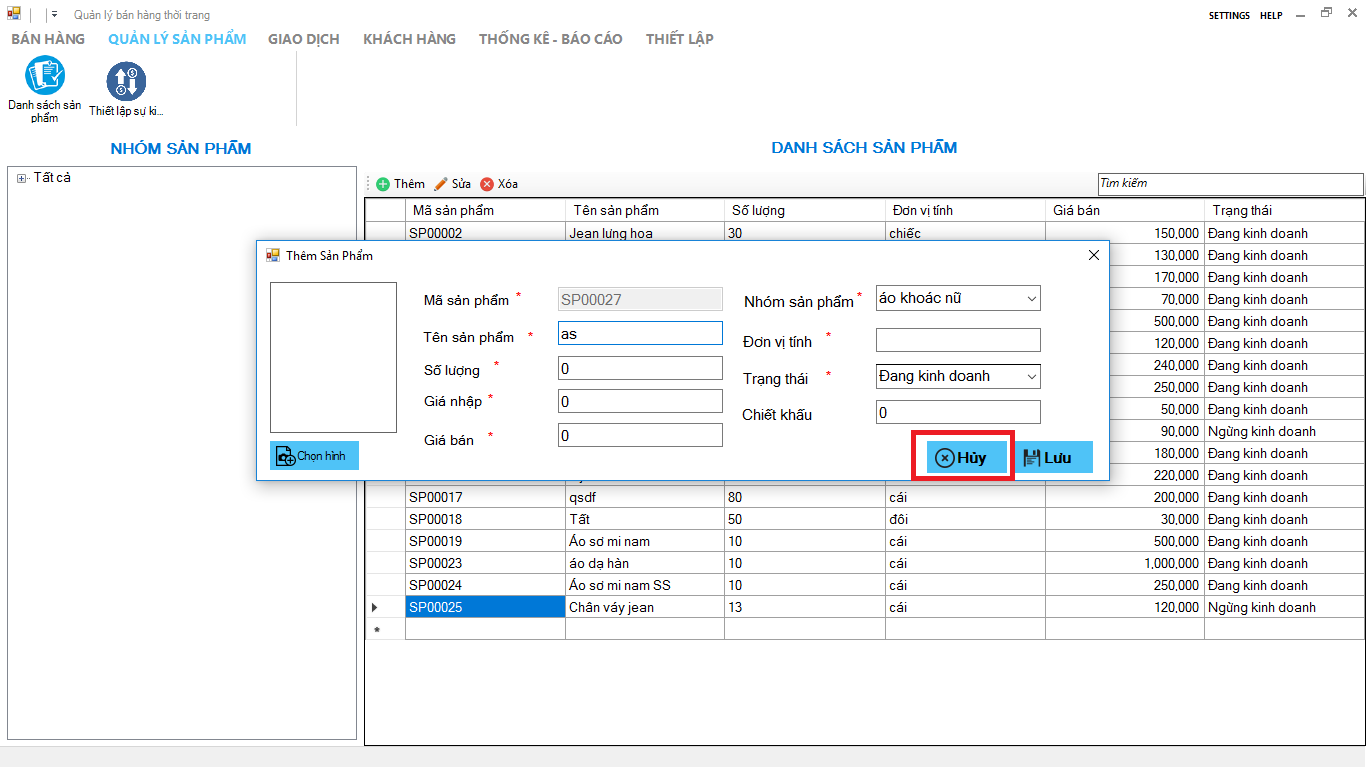 Quản lý bán hàng thời trang
SETTINGS HELP
BÁN HÀNG QUẢN LÝ SẢN PHẨM GIAO DỊCH KHÁCH HÀNG THỐNG KÊ - BÁO CÁO THIẾT LẬP
Danh sách sản phẩm
Thiết lập sự ki...
NHÓM SẢN PHẨM
Tất cả
DANH SÁCH SẢN PHẨM
Thêm Sửa Xóa
Tìm kiếm
Mã sản phẩm Tên sản phẩm Số lượng Đơn vị tính Giá bán Trạng thái
SP00002 Jean lưng hoa 30 chiếc 150,000 Đang kinh doanh
130,000 Đang kinh doanh
170,000 Đang kinh doanh
70,000 Đang kinh doanh
500,000 Đang kinh doanh
120,000 Đang kinh doanh
240,000 Đang kinh doanh
250,000 Đang kinh doanh
50,000 Đang kinh doanh
90,000 Ngừng kinh doanh
180,000 Đang kinh doanh
220,000 Đang kinh doanh
SP00017 qsdf 80 cái 200,000 Đang kinh doanh
SP00018 Tất 50 đôi 30,000 Đang kinh doanh
SP00019 Áo sơ mi nam 10 cái 500,000 Đang kinh doanh
SP00023 áo dạ hàn 10 cái 1,000,000 Đang kinh doanh
SP00024 Áo sơ mi nam SS 10 cái 250,000 Đang kinh doanh
SP00025 Chân váy jean 13 cái 120,000 Ngừng kinh doanh
*
Thêm Sản Phẩm
Mã sản phẩm * SP00027
Tên sản phẩm * as
Số lượng * 0
Giá nhập * 0
Giá bán * 0
Nhóm sản phẩm * áo khoác nữ
Đơn vị tính *
Trạng thái * Đang kinh doanh
Chiết khấu 0
Chọn hình
Hủy Lưu